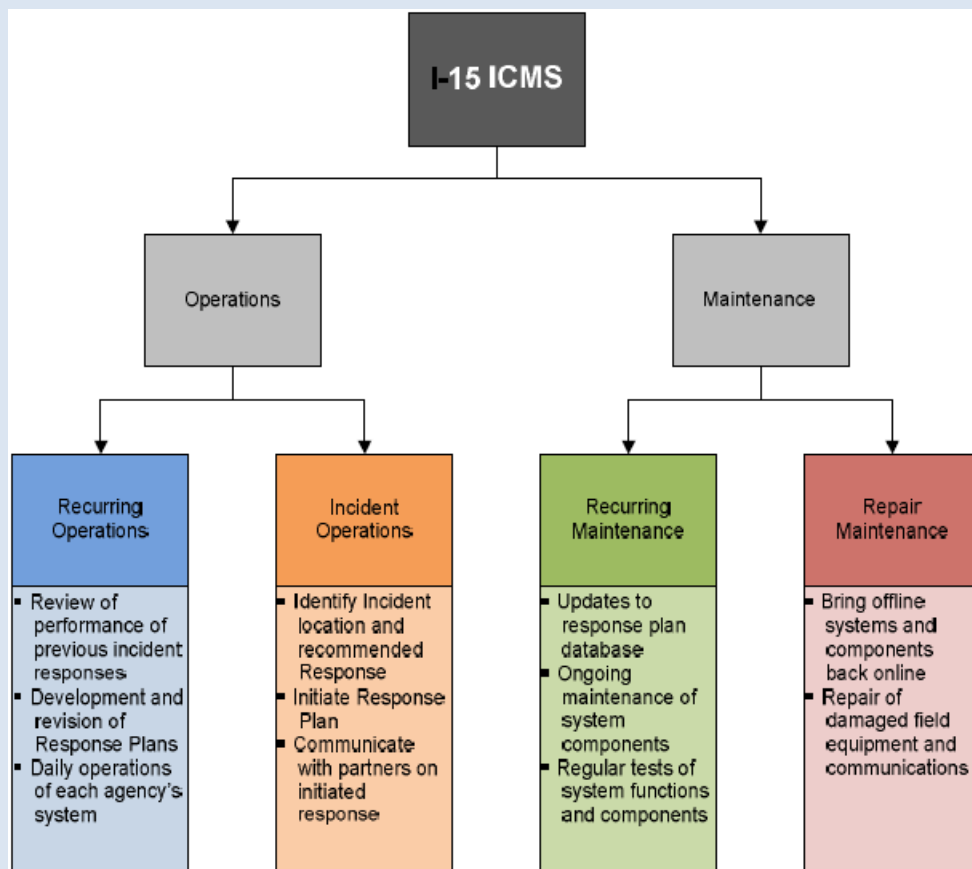 I-15 ICMS
Operations
Maintenance
Recurring
Operations
▪ Review of
performance of
previous incident
responses
▪ Development and
revision of
Response Plans
▪ Daily operations
of each agency's
system
Incident
Operations
▪ Identify Incident
location and
recommended
Response
▪ Initiate Response
Plan
▪ Communicate
with partners on
initiated
response
Recurring
Maintenance
▪ Updates to
response plan
database
▪ Ongoing
maintenance of
system
components
▪ Regular tests of
system functions
and components
Repair
Maintenance
▪ Bring offline
systems and
components
back online
▪ Repair of
damaged field
equipment and
communications